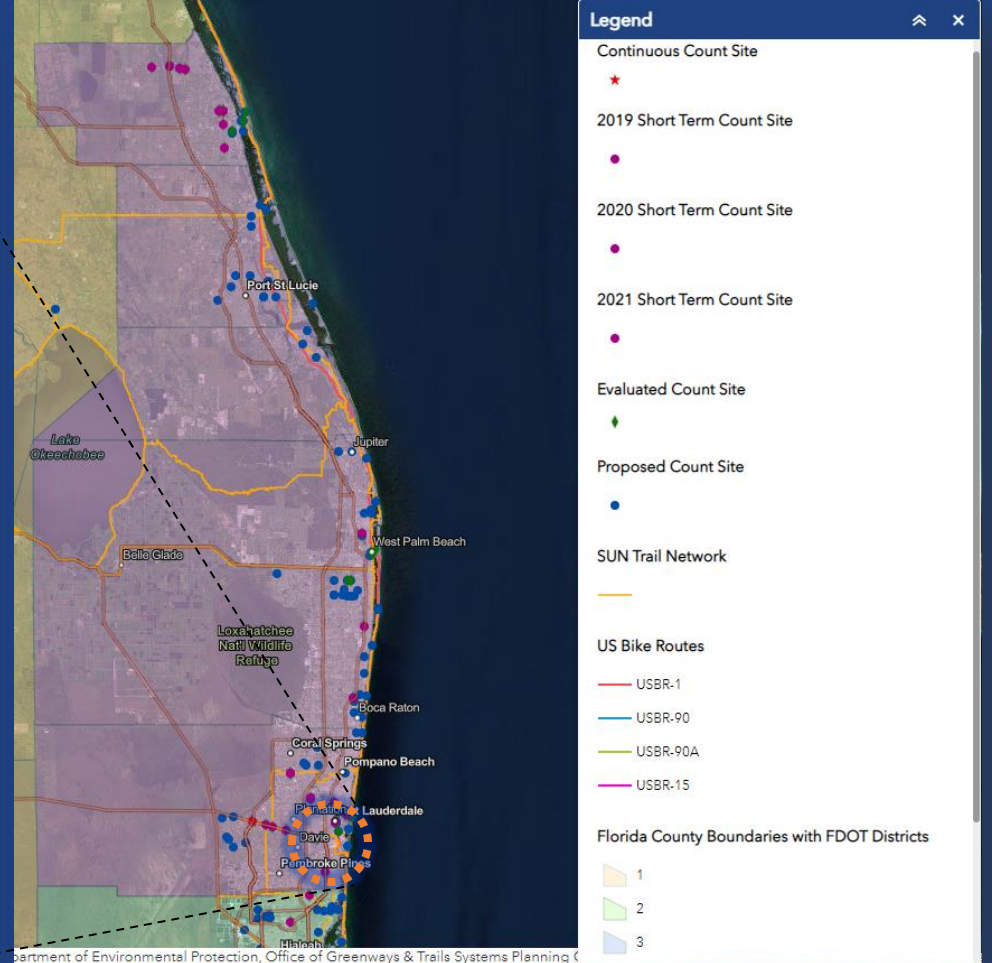 Legend
Continuous Count Site
2019 Short Term Count Site
2020 Short Term Count Site
2021 Short Term Count Site
Evaluated Count Site
Proposed Count Site
SUN Trail Network
US Bike Routes
USBR-1
USBR-90
USBR-90A
USBR-15
Florida County Boundaries with FDOT Districts
1
2
3
Port St Lucie
Lake
Okeechobee
Jupiter
West Palm Beach
Belle Glade
Loxahatchee
Nat'l Wildlife
Refuge
Boca Raton
Coral Springs
Pompano Beach
Plantation
Lauderdale
Davie
Pembroke Pines
Hialeah
partment of Environmental Protection, Office of Greenways & Trails Systems Planning